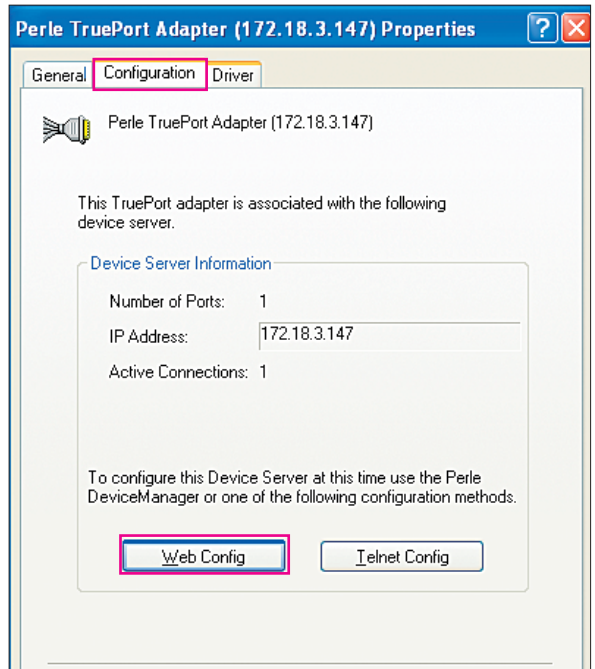 Perle TruePort Adapter (172.18.3.147) Properties
?
General Configuration Driver
Perle TruePort Adapter (172.18.3.147)
This TruePort adapter is associated with the following
device server.
Device Server Information
Number of Ports: 1
IP Address: 172.18.3.147
Active Connections: 1
To configure this Device Server at this time use the Perle
DeviceManager or one of the following configuration methods.
Web Config Telnet Config